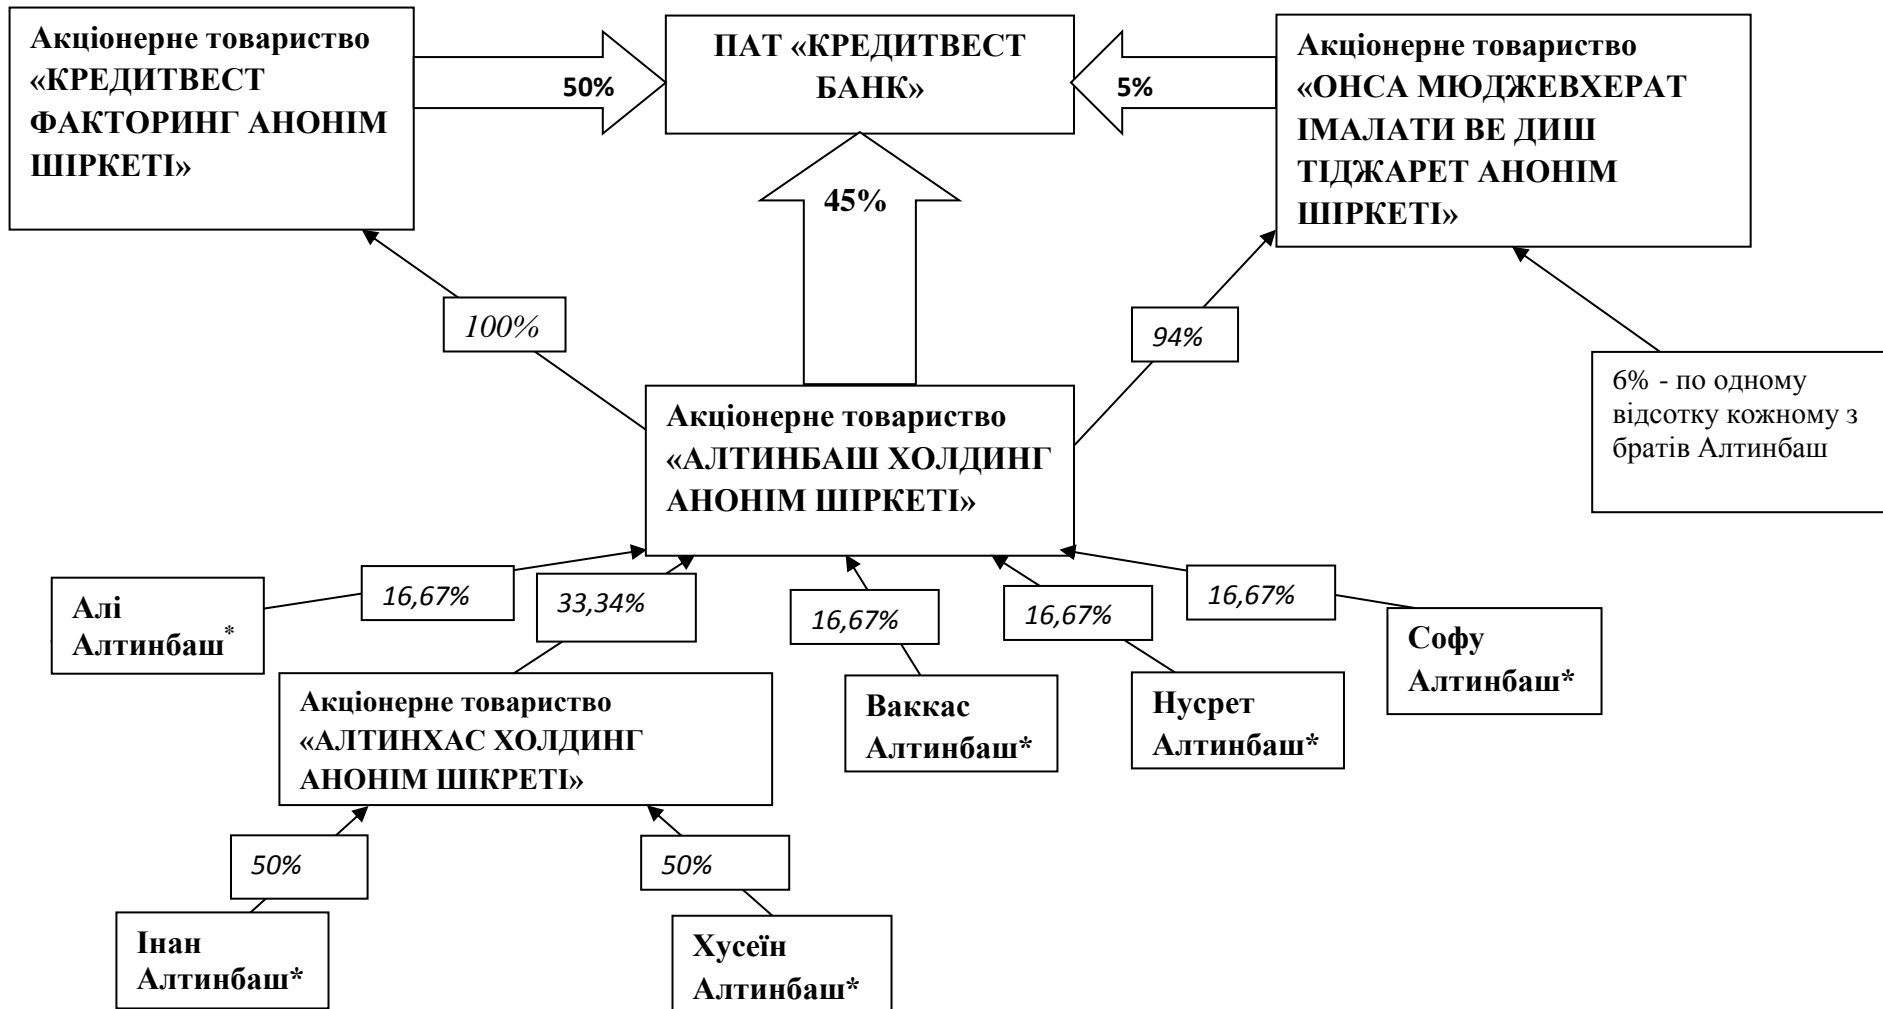 Акціонерне товариство
«КРЕДИТВЕСТ
ФАКТОРИНГ АНОНІМ
ШІРКЕТІ»
50%
ПАТ «КРЕДИТВЕСТ
БАНК»
5%
Акціонерне товариство
«ОНСА МЮДЖЕВХЕРАТ
ІМАЛАТИ ВЕ ДИШ
ТІДЖАРЕТ АНОНІМ
ШІРКЕТІ»
45%
100%
94%
6% - по одному
відсотку кожному з
братів Алтинбаш
Акціонерне товариство
«АЛТИНБАШ ХОЛДИНГ
АНОНІМ ШІРКЕТІ»
16,67%
33,34%
16,67%
16,67%
16,67%
Алі
Алтинбаш*
Акціонерне товариство
«АЛТИНХАС ХОЛДИНГ
АНОНІМ ШІКРЕТІ»
Ваккас
Алтинбаш*
Нусрет
Алтинбаш*
Софу
Алтинбаш*
50%
50%
Інан
Алтинбаш*
Хусеїн
Алтинбаш*